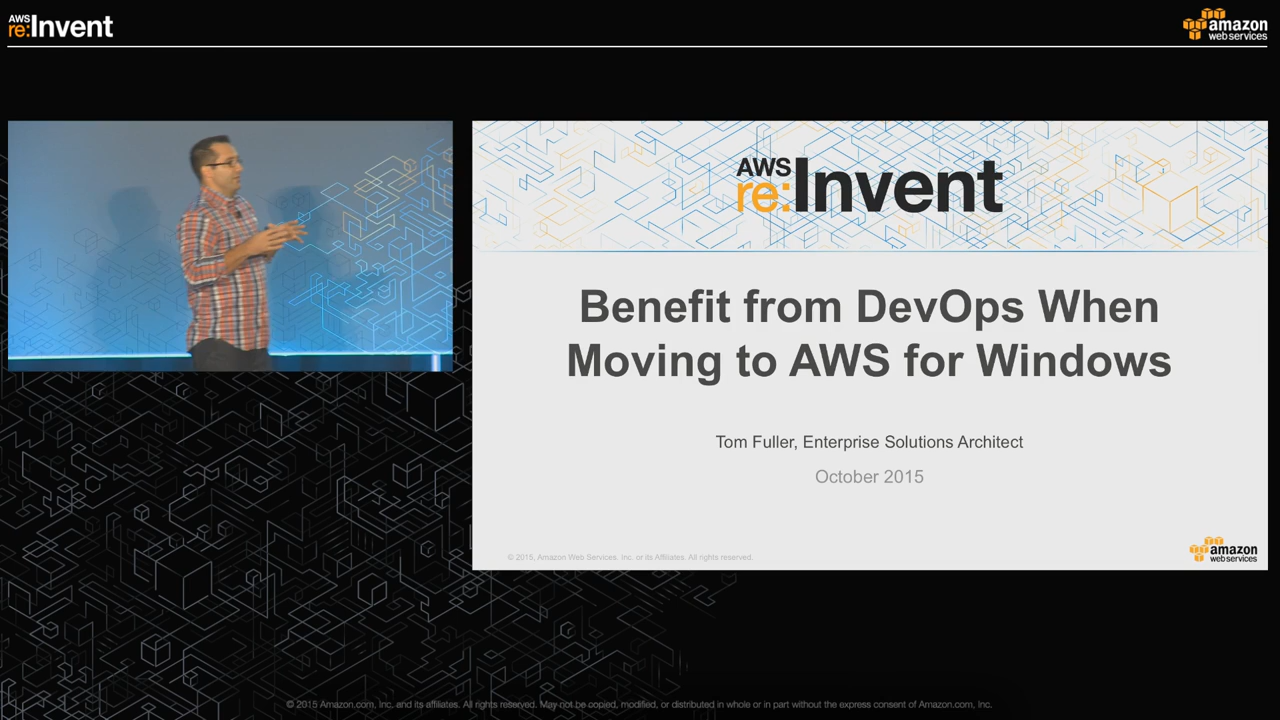 AWS
re:Invent
amazon
web services
AWS
re:Invent
Benefit from DevOps When
Moving to AWS for Windows
Tom Fuller, Enterprise Solutions Architect
October 2015
© 2015, Amazon Web Services, Inc. or its Affiliates. All rights reserved.
amazon
web services
© 2015 Amazon.com, Inc. and its affiliates. All rights reserved. May not be copied, modified, or distributed in whole or in part without the express consent of Amazon.com, Inc.